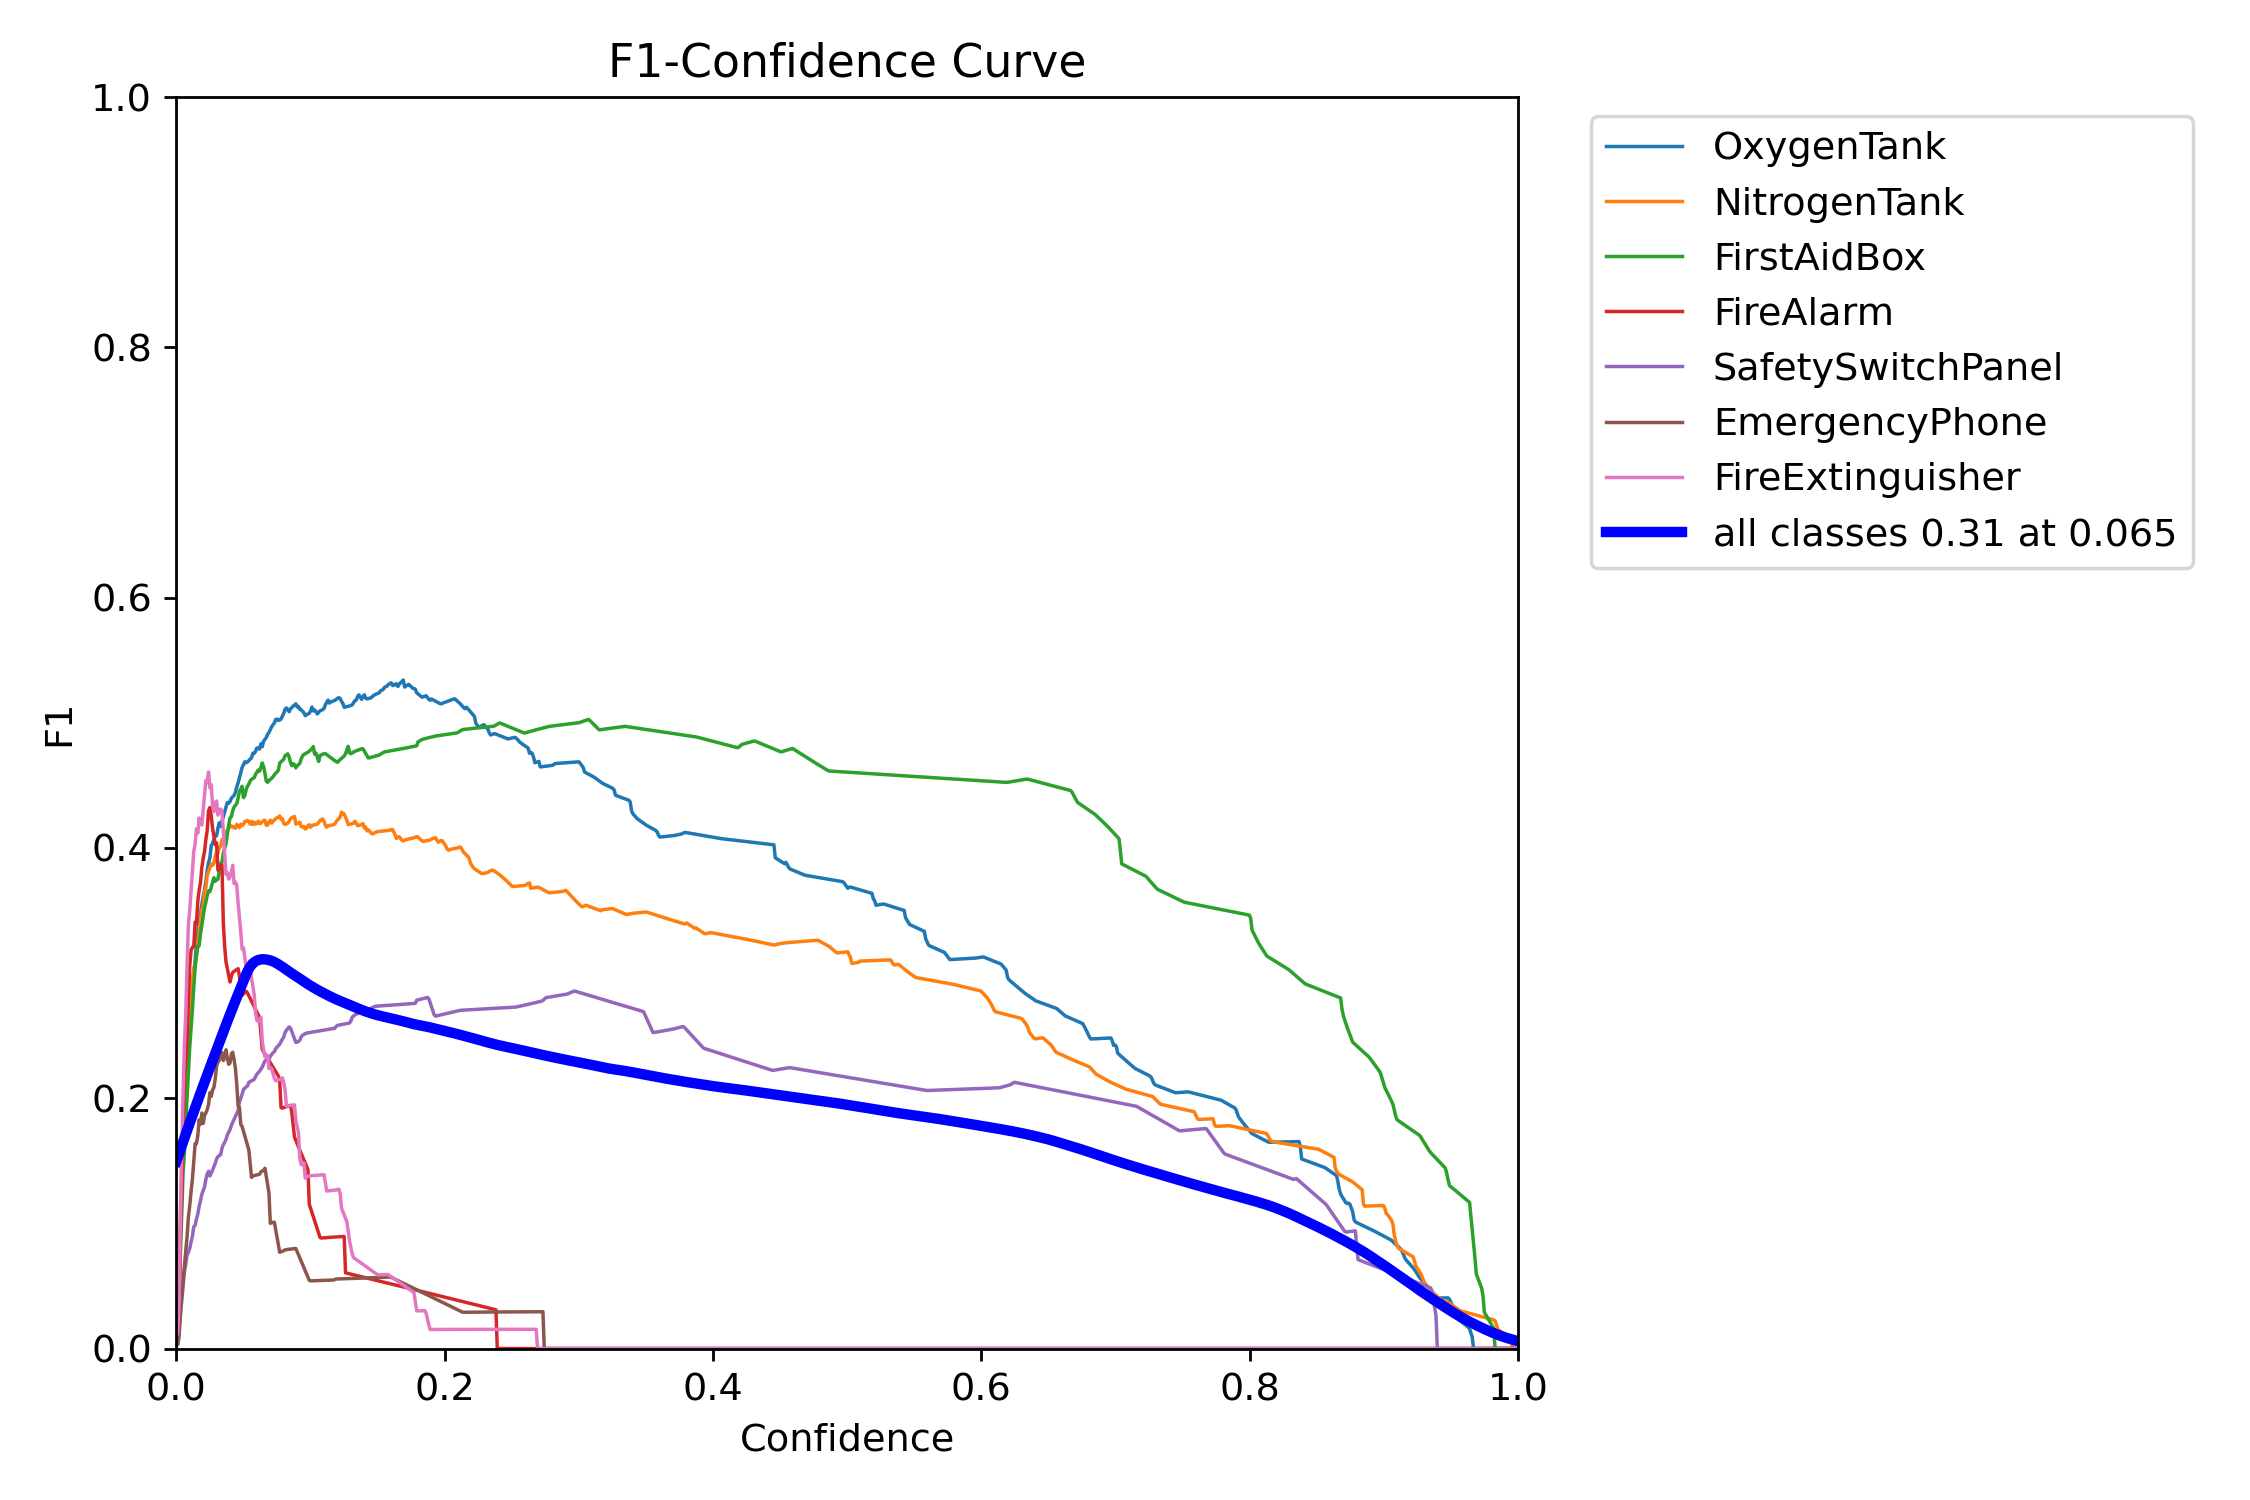 F1-Confidence Curve
1.0
0.8
0.6
0.4
0.2
0.0
F1
0.0 0.2 0.4 0.6 0.8 1.0
Confidence
OxygenTank
NitrogenTank
FirstAidBox
FireAlarm
SafetySwitchPanel
EmergencyPhone
FireExtinguisher
all classes 0.31 at 0.065